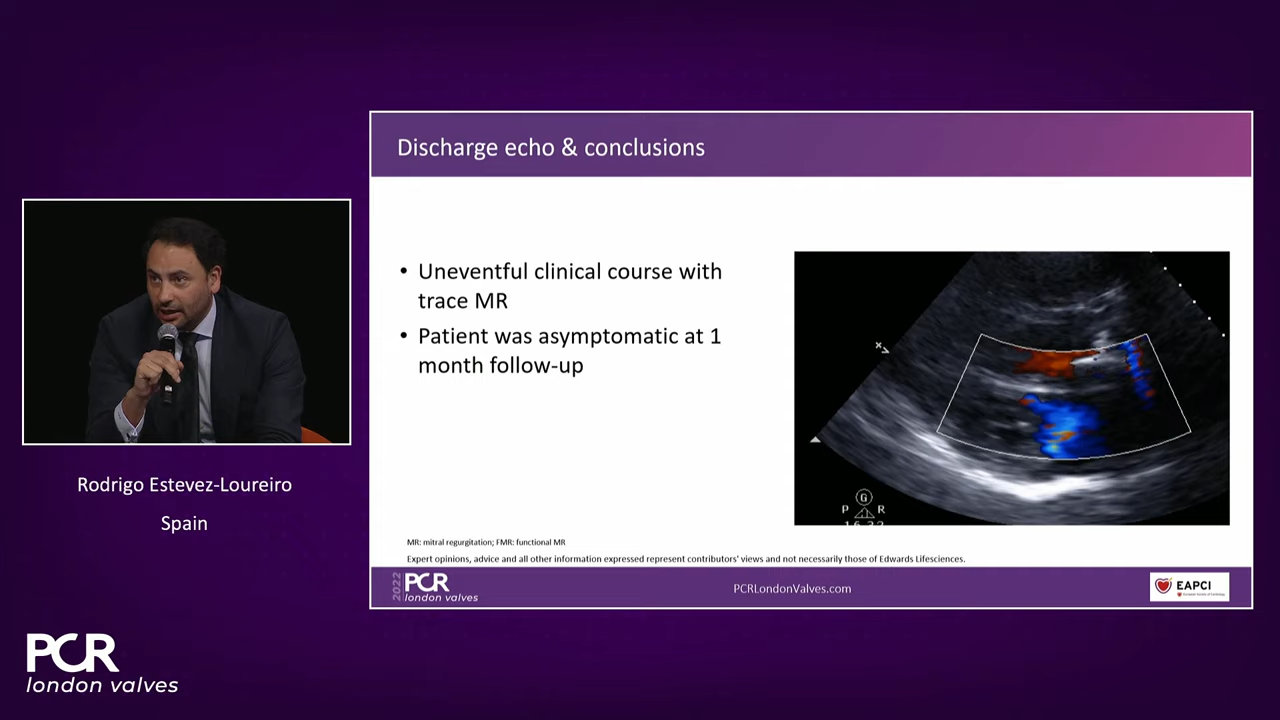 Discharge echo & conclusions
• Uneventful clinical course with
trace MR
• Patient was asymptomatic at 1
month follow-up
G
P R
MR: mitral regurgitation; FMR: functional MR
Expert opinions, advice and all other information expressed represent contributors' views and not necessarily those of Edwards Lifesciences.
2022 PCR
london valves
PCRLondonValves.com
EAPCI
Rodrigo Estevez-Loureiro
Spain
PCR
london valves